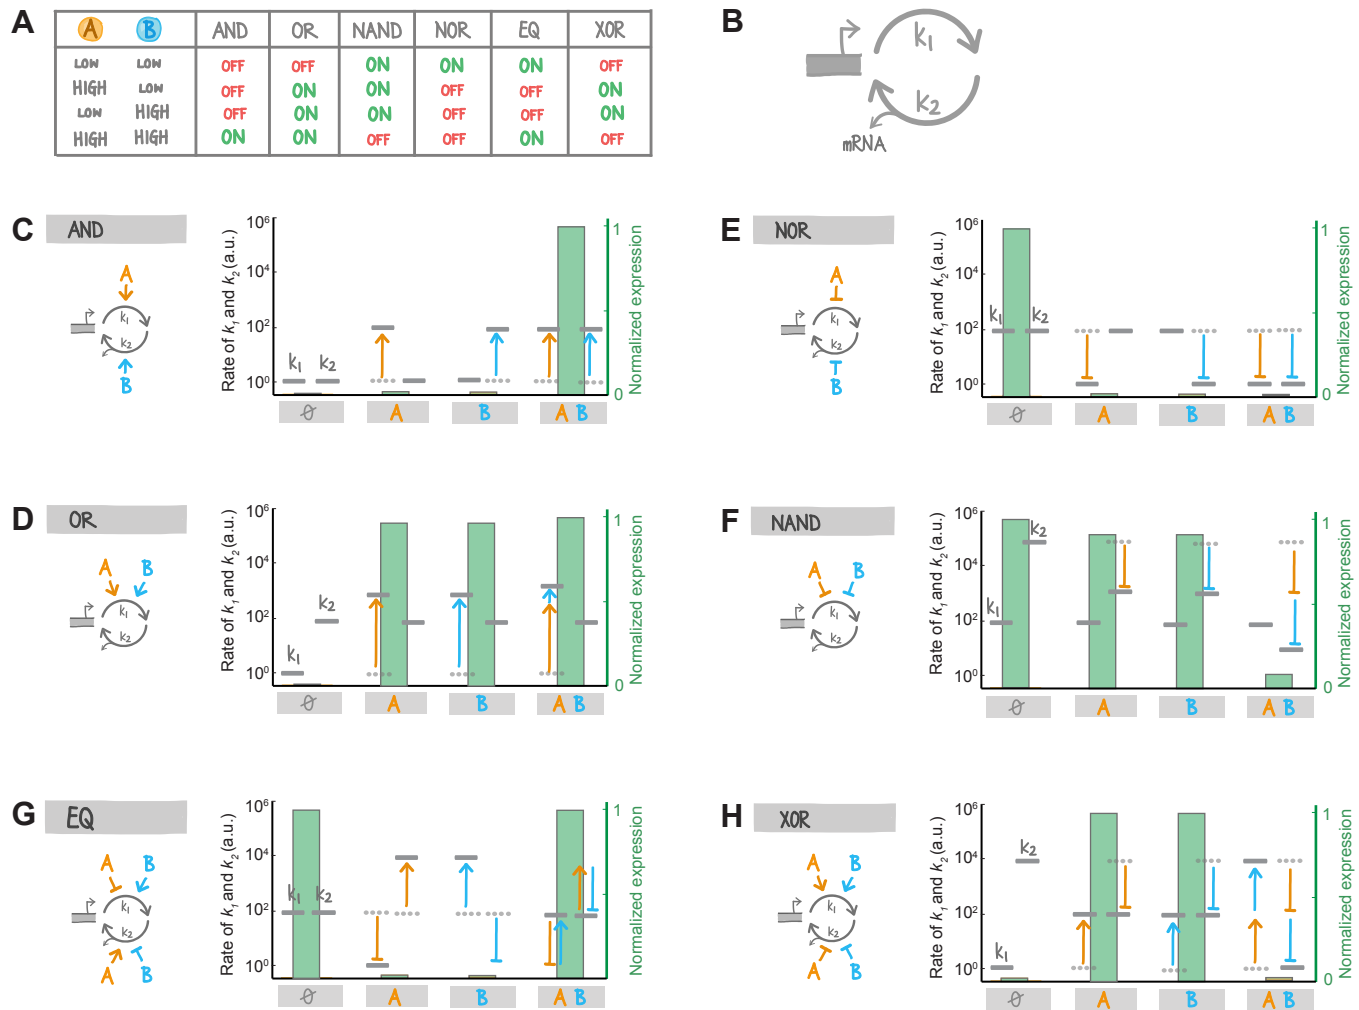 A
A B AND OR NAND NOR EQ XOR
LOW LOW OFF OFF ON ON ON OFF
HIGH LOW OFF ON ON OFF OFF ON
LOW HIGH OFF ON ON OFF OFF ON
HIGH HIGH ON ON OFF OFF ON OFF
B
k1
k2
mRNA
C
AND
A
k1
k2
B
Rate of k1 and k2 (a.u.)
10^6
10^4
10^2
10^0
k1 k2
1
0
Normalized expression
∅ A B A B
E
NOR
A
k1
k2
B
Rate of k1 and k2 (a.u.)
10^6
10^4
10^2
10^0
k1 k2
1
0
Normalized expression
∅ A B A B
D
OR
A B
k1
k2
Rate of k1 and k2 (a.u.)
10^6
10^4
10^2
10^0
k1 k2
1
0
Normalized expression
∅ A B A B
F
NAND
A B
k1
k2
Rate of k1 and k2 (a.u.)
10^6
10^4
10^2
10^0
k1 k2
1
0
Normalized expression
∅ A B A B
G
EQ
A B
k1
k2
A B
Rate of k1 and k2 (a.u.)
10^6
10^4
10^2
10^0
k1 k2
1
0
Normalized expression
∅ A B A B
H
XOR
A B
k1
k2
A B
Rate of k1 and k2 (a.u.)
10^6
10^4
10^2
10^0
k1 k2
1
0
Normalized expression
∅ A B A B